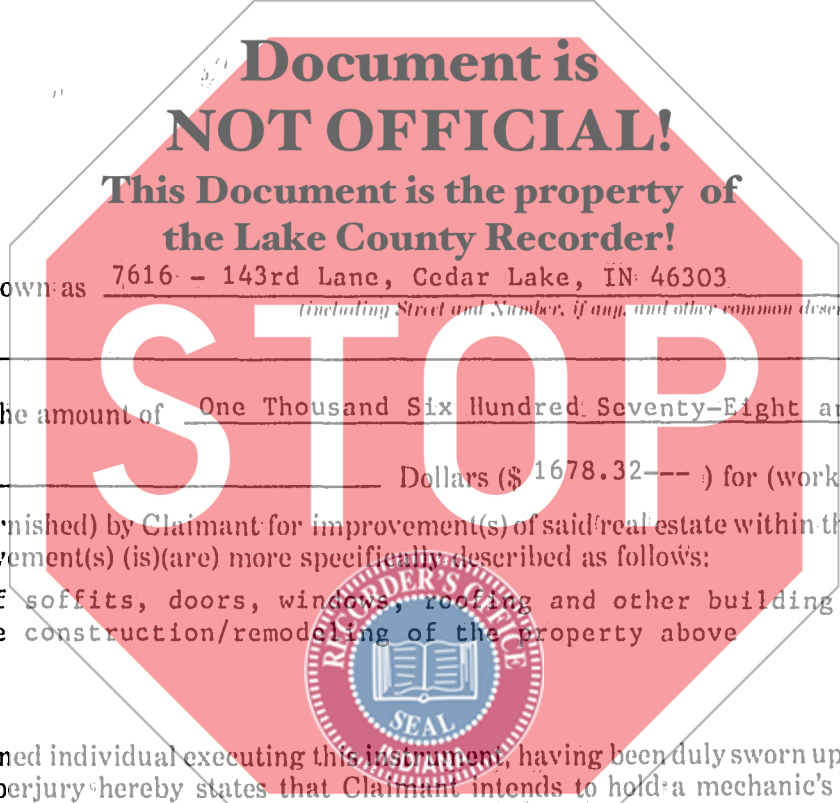 Document is
NOT OFFICIAL!
This Document is the property of
the Lake County Recorder!
own as 7616 - 143rd Lane, Cedar Lake, IN 46303
(including Street and Number, if any, and other common descr
STOP
he amount of One Thousand Six Hundred Seventy-Eight an
Dollars ($ 1678.32--- ) for (work
rnished) by Claimant for improvement(s) of said real estate within th
vement(s) (is)(are) more specifically described as follows:
f soffits, doors, windows, roofing and other building
e construction/remodeling of the property above
RECORDER'S OFFICE
SEAL
INDIANA
ned individual executing this instrument, having been duly sworn up
perjury hereby states that Claimant intends to hold a mechanic's